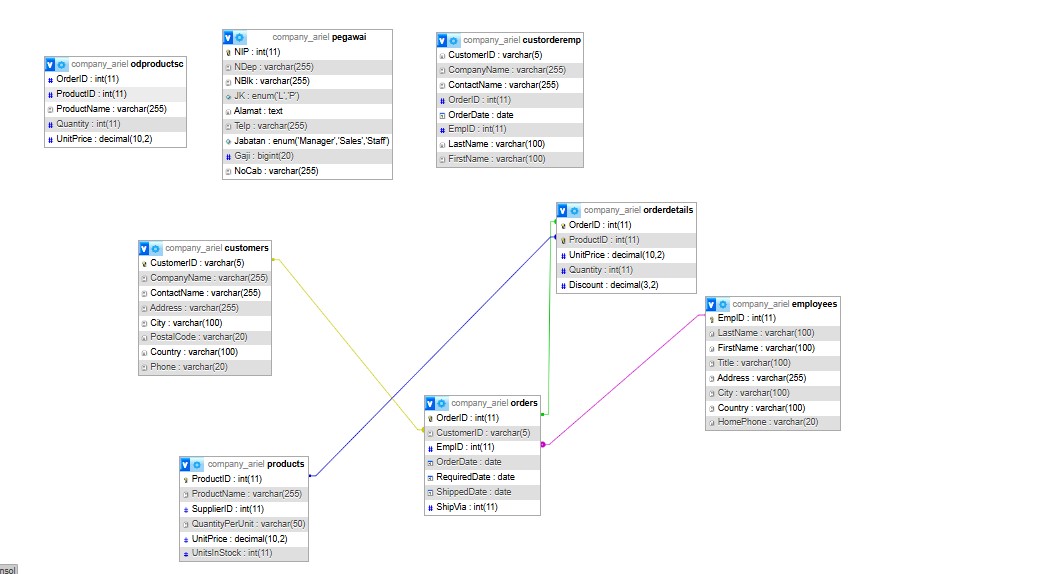 company_ariel odproductsc
OrderID : int(11)
ProductID : int(11)
ProductName : varchar(255)
Quantity : int(11)
UnitPrice : decimal(10,2)
company_ariel pegawai
NIP : int(11)
NDep : varchar(255)
NBlk : varchar(255)
JK : enum('L','P')
Alamat : text
Telp : varchar(255)
Jabatan : enum('Manager','Sales','Staff')
Gaji : bigint(20)
NoCab : varchar(255)
company_ariel custorderemp
CustomerID : varchar(5)
CompanyName : varchar(255)
ContactName : varchar(255)
OrderID : int(11)
OrderDate : date
EmpID : int(11)
LastName : varchar(100)
FirstName : varchar(100)
company_ariel orderdetails
OrderID : int(11)
ProductID : int(11)
UnitPrice : decimal(10,2)
Quantity : int(11)
Discount : decimal(3,2)
company_ariel customers
CustomerID : varchar(5)
CompanyName : varchar(255)
ContactName : varchar(255)
Address : varchar(255)
City : varchar(100)
PostalCode : varchar(20)
Country : varchar(100)
Phone : varchar(20)
company_ariel employees
EmpID : int(11)
LastName : varchar(100)
FirstName : varchar(100)
Title : varchar(100)
Address : varchar(255)
City : varchar(100)
Country : varchar(100)
HomePhone : varchar(20)
company_ariel orders
OrderID : int(11)
CustomerID : varchar(5)
EmpID : int(11)
OrderDate : date
RequiredDate : date
ShippedDate : date
ShipVia : int(11)
company_ariel products
ProductID : int(11)
ProductName : varchar(255)
SupplierID : int(11)
QuantityPerUnit : varchar(50)
UnitPrice : decimal(10,2)
UnitsInStock : int(11)
nsol